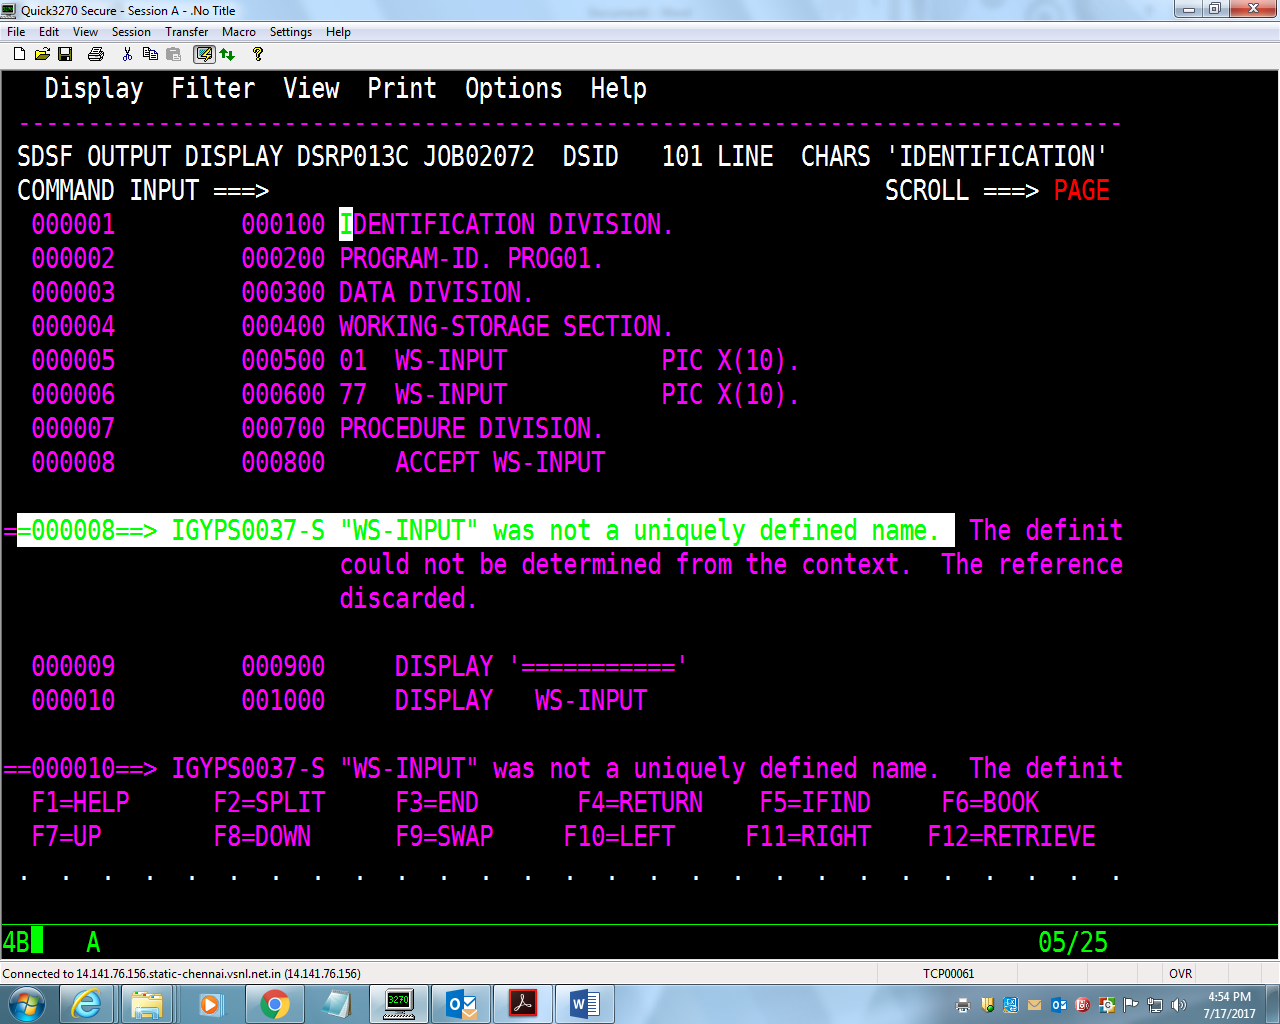 Quick3270 Secure - Session A - .No Title
File Edit View Session Transfer Macro Settings Help
Display Filter View Print Options Help
-------------------------------------------------------------------------------
SDSF OUTPUT DISPLAY DSRP013C JOB02072 DSID 101 LINE CHARS 'IDENTIFICATION'
COMMAND INPUT ===> SCROLL ===> PAGE
000001 000100 IDENTIFICATION DIVISION.
000002 000200 PROGRAM-ID. PROG01.
000003 000300 DATA DIVISION.
000004 000400 WORKING-STORAGE SECTION.
000005 000500 01 WS-INPUT PIC X(10).
000006 000600 77 WS-INPUT PIC X(10).
000007 000700 PROCEDURE DIVISION.
000008 000800 ACCEPT WS-INPUT
==000008==> IGYPS0037-S "WS-INPUT" was not a uniquely defined name. The definit
could not be determined from the context. The reference
discarded.
000009 000900 DISPLAY '==========='
000010 001000 DISPLAY WS-INPUT
==000010==> IGYPS0037-S "WS-INPUT" was not a uniquely defined name. The definit
F1=HELP F2=SPLIT F3=END F4=RETURN F5=IFIND F6=BOOK
F7=UP F8=DOWN F9=SWAP F10=LEFT F11=RIGHT F12=RETRIEVE
. . . . . . . . . . . . . . . . . . . . . . . . . . .
4B A 05/25
Connected to 14.141.76.156.static-chennai.vsnl.net.in (14.141.76.156) TCP00061 OVR
3270
4:54 PM
7/17/2017